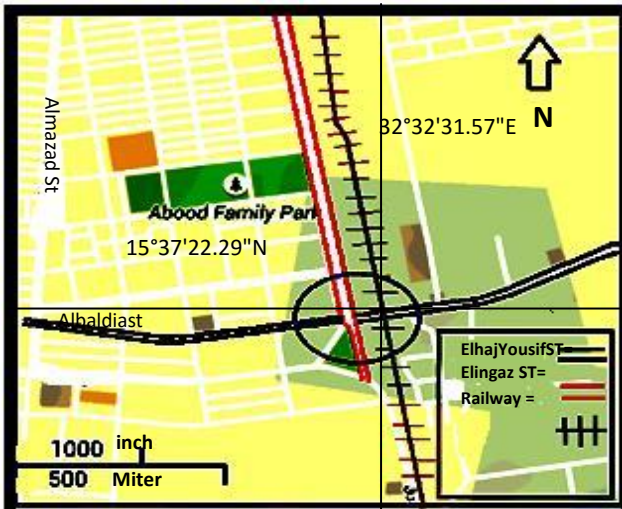 32°32'31.57"E
N
Almazad St
Abood Family Par
15°37'22.29"N
Albaldiast
ElhajYousifST=
Elingaz ST=
Railway =
1000 inch
500 Miter